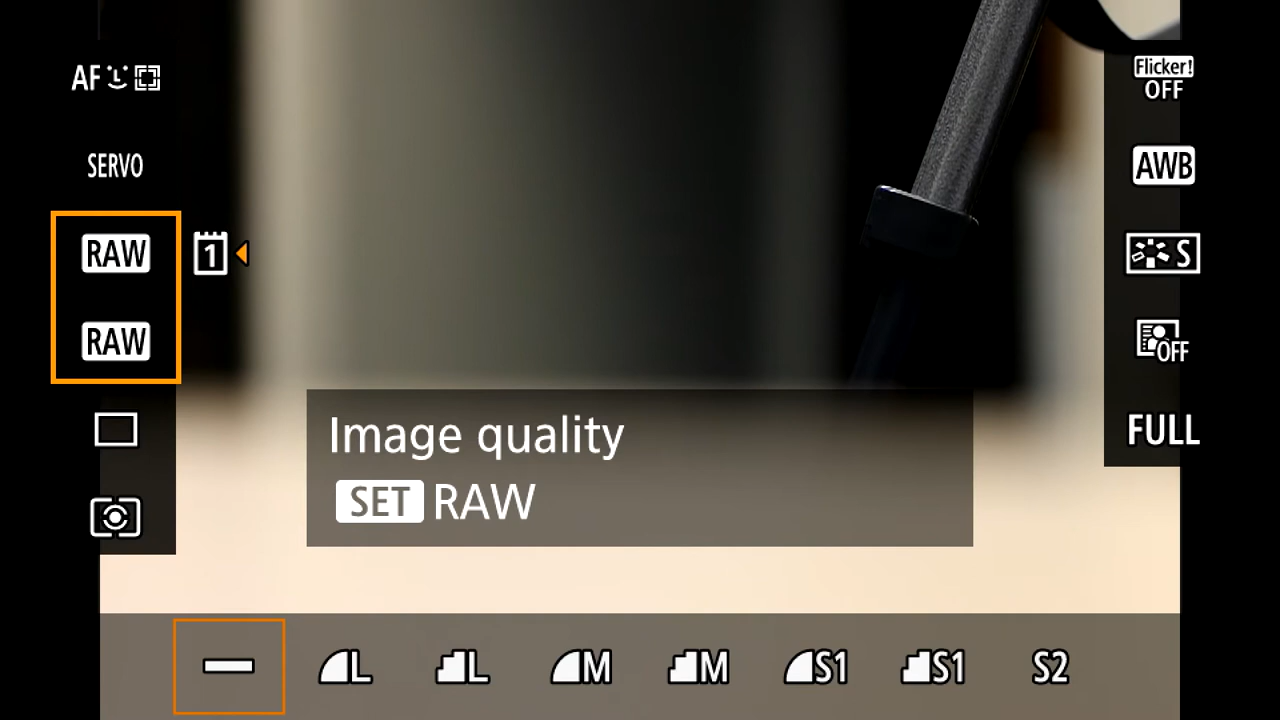 AF
SERVO
RAW
1
RAW
Image quality
SET RAW
L
L
M
M
S1
S1
S2
Flicker!
OFF
AWB
S
OFF
FULL